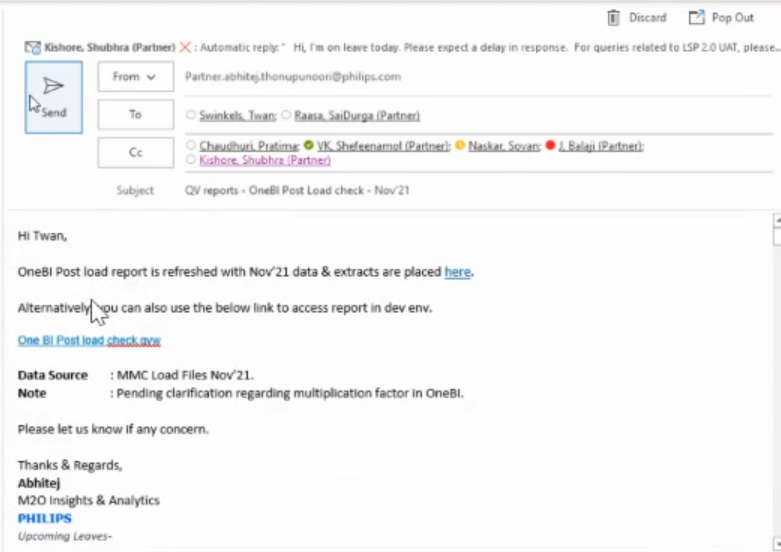 Discard Pop Out
Kishore, Shubhra (Partner) : Automatic reply: " Hi, I'm on leave today. Please expect a delay in response. For queries related to LSP 2.0 UAT, please...
Send
From Partner.abhitej.thonupunoori@philips.com
To Swinkels, Twan; Raasa, SaiDurga (Partner)
Cc Chaudhuri, Pratima; VK, Shefeenamol (Partner); Naskar, Sovan; J, Balaji (Partner);
Kishore, Shubhra (Partner)
Subject QV reports - OneBI Post Load check - Nov'21
Hi Twan,
OneBI Post load report is refreshed with Nov'21 data & extracts are placed here.
Alternatively you can also use the below link to access report in dev env.
One BI Post load check.qvw
Data Source : MMC Load Files Nov'21.
Note : Pending clarification regarding multiplication factor in OneBI.
Please let us know if any concern.
Thanks & Regards,
Abhitej
M2O Insights & Analytics
PHILIPS
Upcoming Leaves-